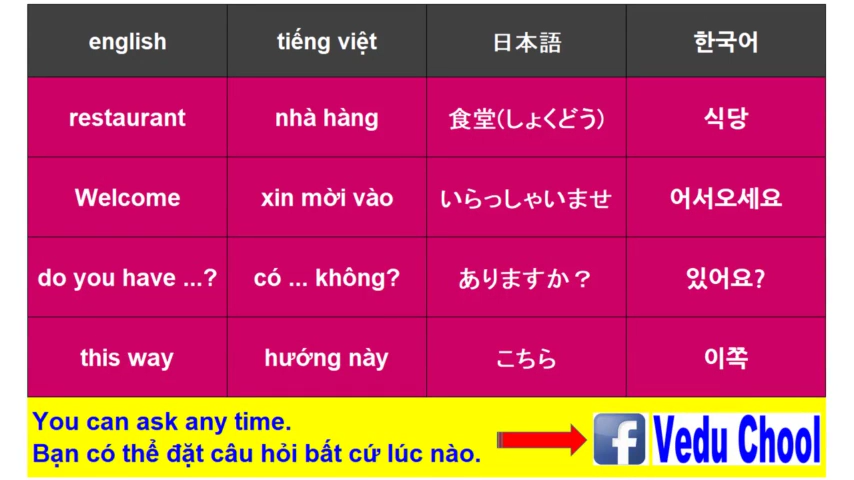 english tiếng việt 日本語 한국어
restaurant nhà hàng 食堂(しょくどう) 식당
Welcome xin mời vào いらっしゃいませ 어서오세요
do you have ...? có ... không? ありますか？ 있어요?
this way hướng này こちら 이쪽
You can ask any time.
Bạn có thể đặt câu hỏi bất cứ lúc nào.
f Vedu Chool